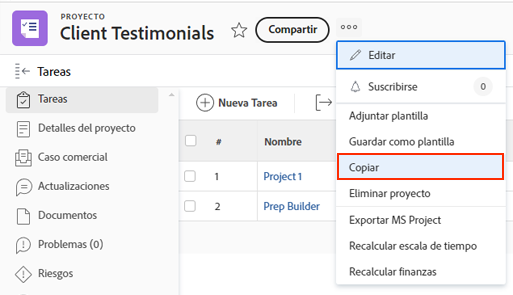 PROYECTO
Client Testimonials
Compartir
Tareas
Tareas
Detalles del proyecto
Caso comercial
Actualizaciones
Documentos
Problemas (0)
Riesgos
Nueva Tarea
# Nombre
1 Project 1
2 Prep Builder
Editar
Suscribirse 0
Adjuntar plantilla
Guardar como plantilla
Copiar
Eliminar proyecto
Exportar MS Project
Recalcular escala de tiempo
Recalcular finanzas